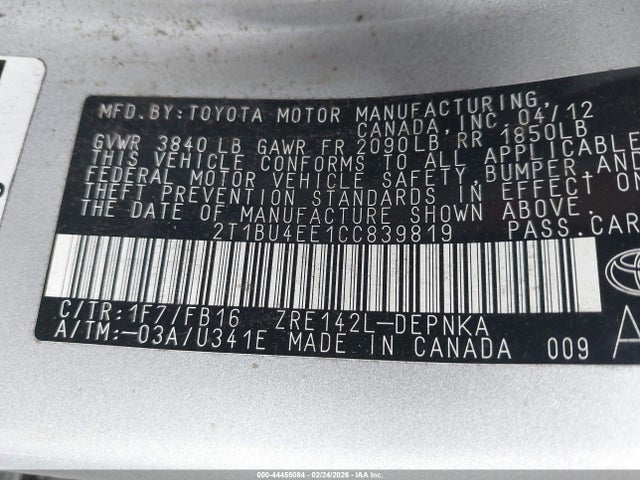 MFD. BY: TOYOTA MOTOR MANUFACTURING,
CANADA, INC. 04/12
GVWR 3840 LB GAWR FR 2090LB, RR 1850LB
THIS VEHICLE CONFORMS TO ALL APPLICABLE
FEDERAL MOTOR VEHICLE SAFETY, BUMPER, AND
THEFT PREVENTION STANDARDS IN EFFECT ON
THE DATE OF MANUFACTURE SHOWN ABOVE.
2T1BU4EE1CC839819 PASS.CAR
C/TR:1F7/FB16 ZRE142L-DEPNKA
A/TM:-03A/U341E MADE IN CANADA 009
000-44455084 02/24/2026 IAA Inc.